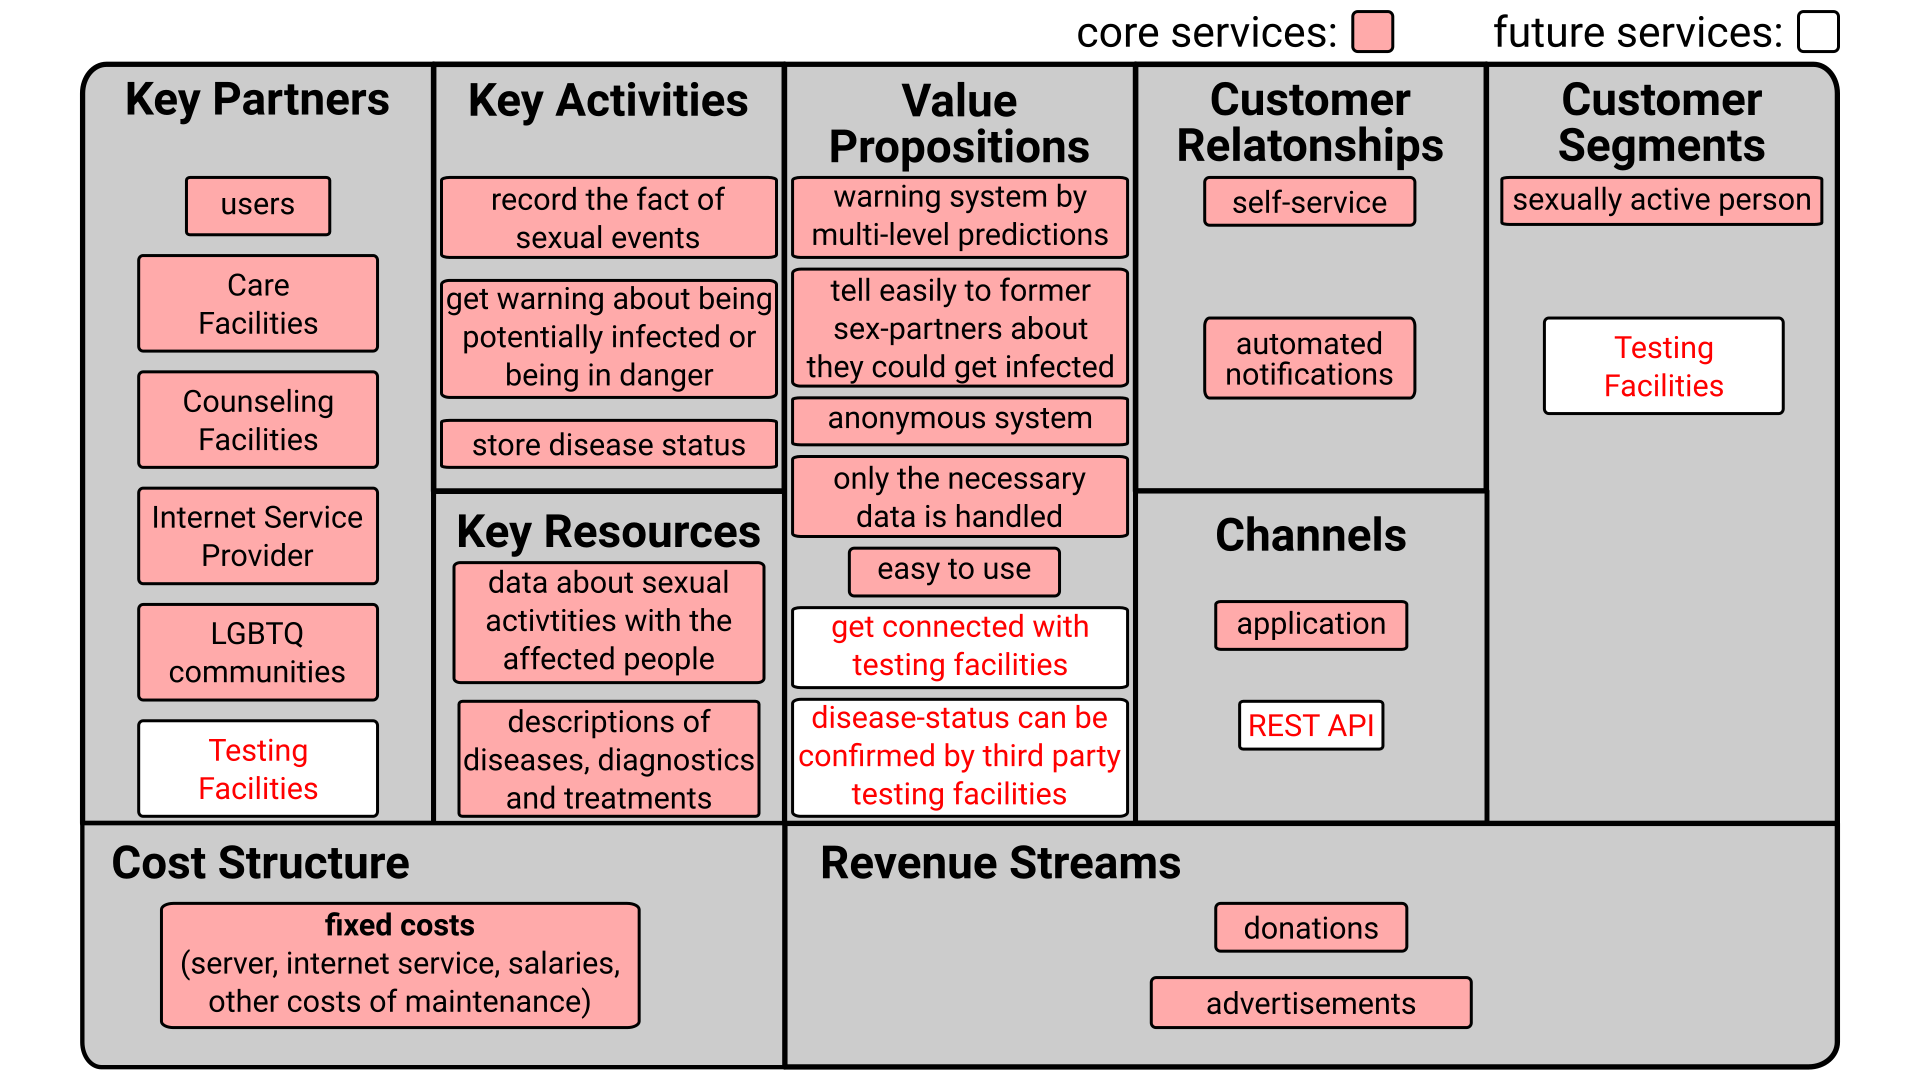 core services:
future services:
Key Partners
users
Care
Facilities
Counseling
Facilities
Internet Service
Provider
LGBTQ
communities
Testing
Facilities
Key Activities
record the fact of
sexual events
get warning about being
potentially infected or
being in danger
store disease status
Key Resources
data about sexual
activtities with the
affected people
descriptions of
diseases, diagnostics
and treatments
Value
Propositions
warning system by
multi-level predictions
tell easily to former
sex-partners about
they could get infected
anonymous system
only the necessary
data is handled
easy to use
get connected with
testing facilities
disease-status can be
confirmed by third party
testing facilities
Customer
Relatonships
self-service
automated
notifications
Channels
application
REST API
Customer
Segments
sexually active person
Testing
Facilities
Cost Structure
fixed costs
(server, internet service, salaries,
other costs of maintenance)
Revenue Streams
donations
advertisements